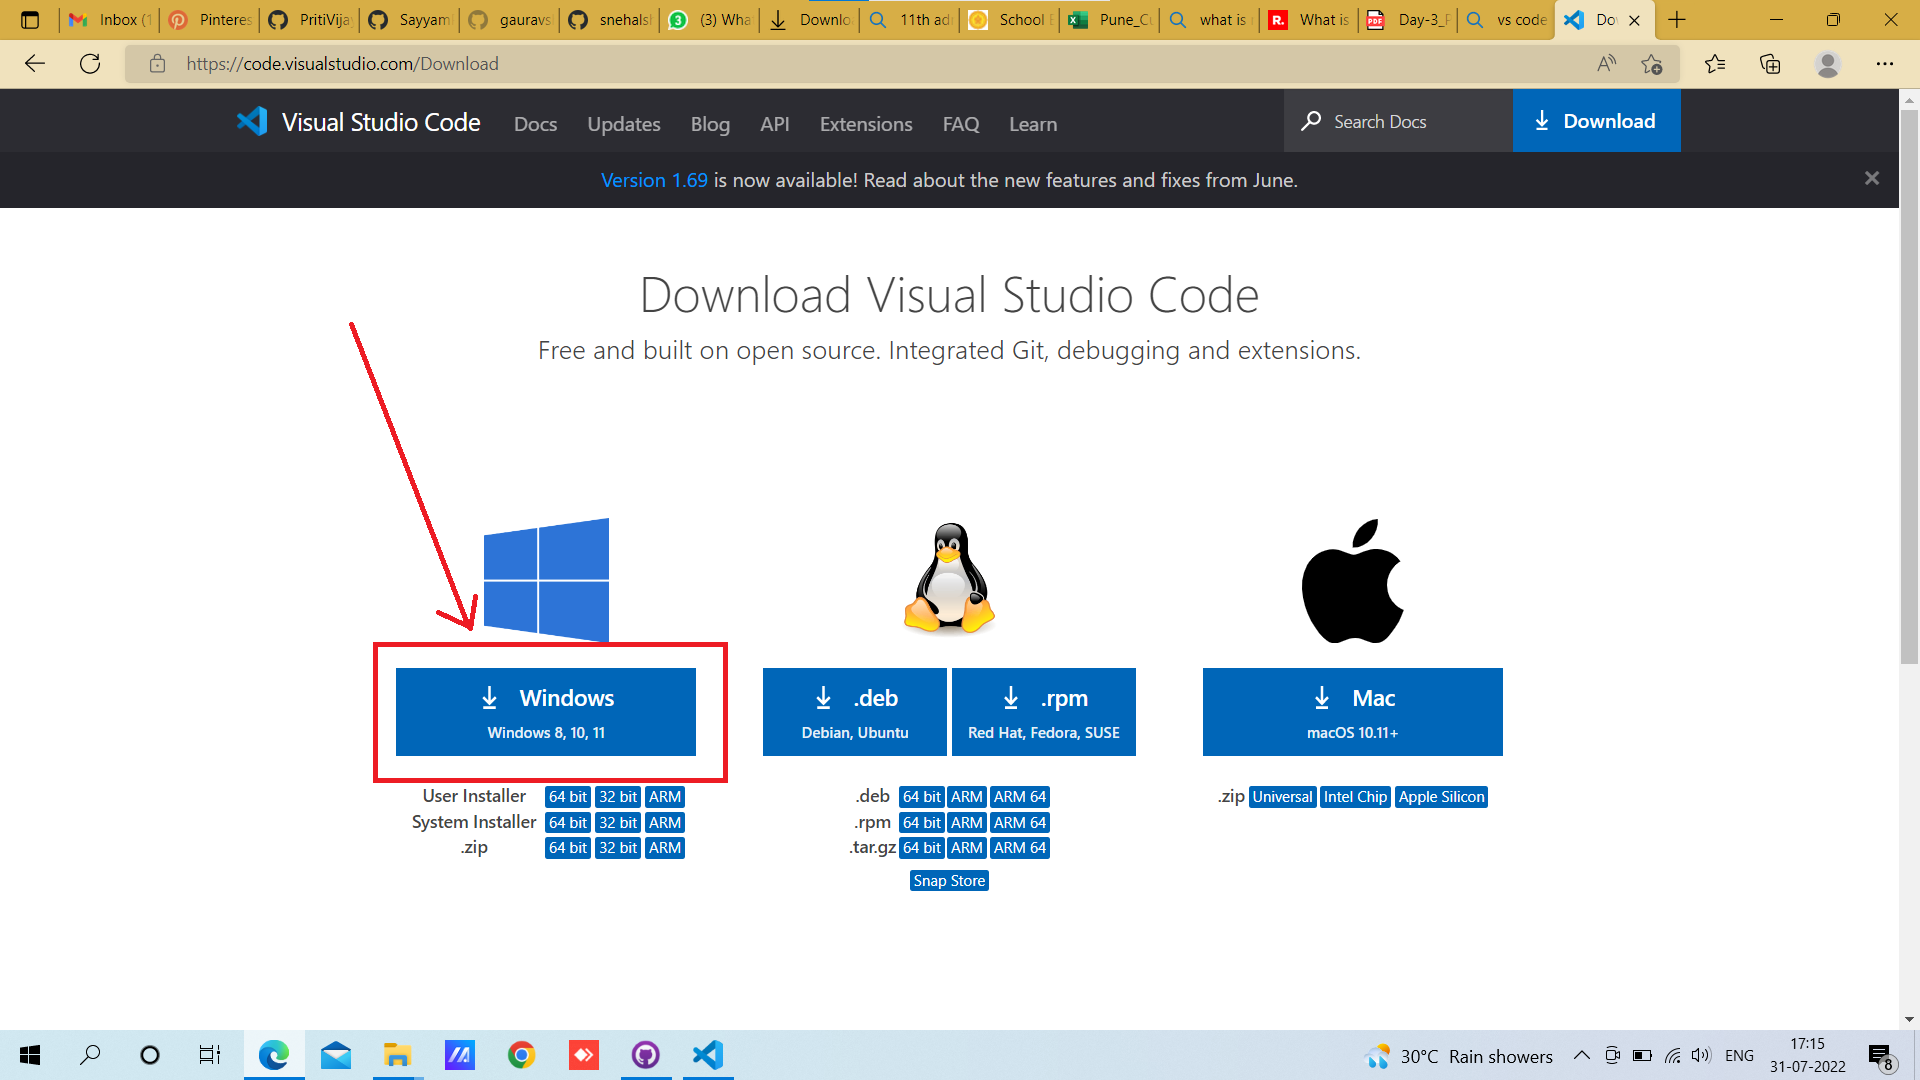 Inbox (1
Pinteres
PritiVijay
Sayyam
gauravs
snehalsh
3
(3) Wha
Downlo
11th ad
School E
Pune_Cu
what is
R.
What is
PDF
Day-3_P
vs code
Do
https://code.visualstudio.com/Download
Visual Studio Code
Docs
Updates
Blog
API
Extensions
FAQ
Learn
Search Docs
Download
Version 1.69 is now available! Read about the new features and fixes from June.
Download Visual Studio Code
Free and built on open source. Integrated Git, debugging and extensions.
Windows
Windows 8, 10, 11
.deb
Debian, Ubuntu
.rpm
Red Hat, Fedora, SUSE
Mac
macOS 10.11+
User Installer 64 bit 32 bit ARM
System Installer 64 bit 32 bit ARM
.zip 64 bit 32 bit ARM
.deb 64 bit ARM ARM 64
.rpm 64 bit ARM ARM 64
.tar.gz 64 bit ARM ARM 64
Snap Store
.zip Universal Intel Chip Apple Silicon
30°C Rain showers
ENG
17:15
31-07-2022
8